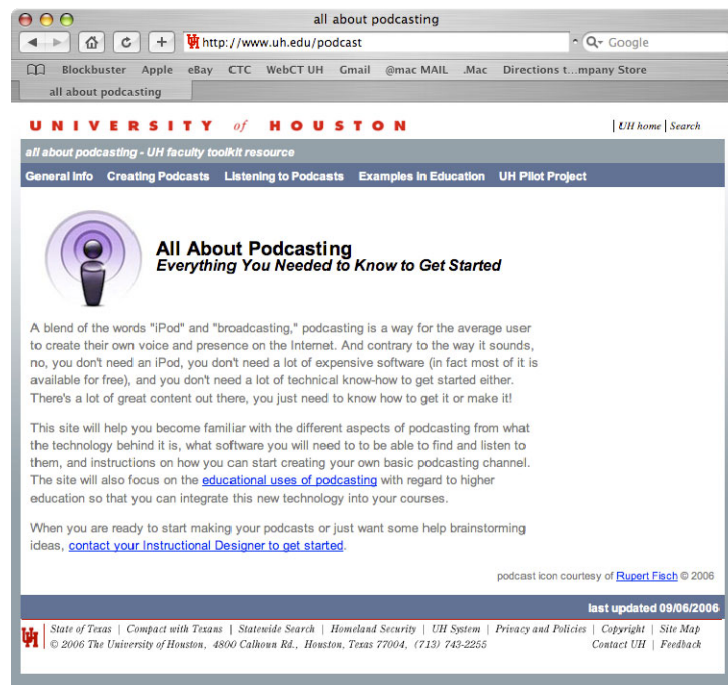 all about podcasting
http://www.uh.edu/podcast
Google
Blockbuster Apple eBay CTC WebCT UH Gmail @mac MAIL .Mac Directions t...mpany Store
all about podcasting
UNIVERSITY of HOUSTON
UH home | Search
all about podcasting - UH faculty toolkit resource
General Info Creating Podcasts Listening to Podcasts Examples in Education UH Pilot Project
All About Podcasting
Everything You Needed to Know to Get Started
A blend of the words "iPod" and "broadcasting," podcasting is a way for the average user
to create their own voice and presence on the Internet. And contrary to the way it sounds,
no, you don't need an iPod, you don't need a lot of expensive software (in fact most of it is
available for free), and you don't need a lot of technical know-how to get started either.
There's a lot of great content out there, you just need to know how to get it or make it!
This site will help you become familiar with the different aspects of podcasting from what
the technology behind it is, what software you will need to to be able to find and listen to
them, and instructions on how you can start creating your own basic podcasting channel.
The site will also focus on the educational uses of podcasting with regard to higher
education so that you can integrate this new technology into your courses.
When you are ready to start making your podcasts or just want some help brainstorming
ideas, contact your Instructional Designer to get started.
podcast icon courtesy of Rupert Fisch © 2006
last updated 09/06/2006
State of Texas | Compact with Texans | Statewide Search | Homeland Security | UH System | Privacy and Policies | Copyright | Site Map
© 2006 The University of Houston, 4800 Calhoun Rd., Houston, Texas 77004, (713) 743-2255 Contact UH | Feedback